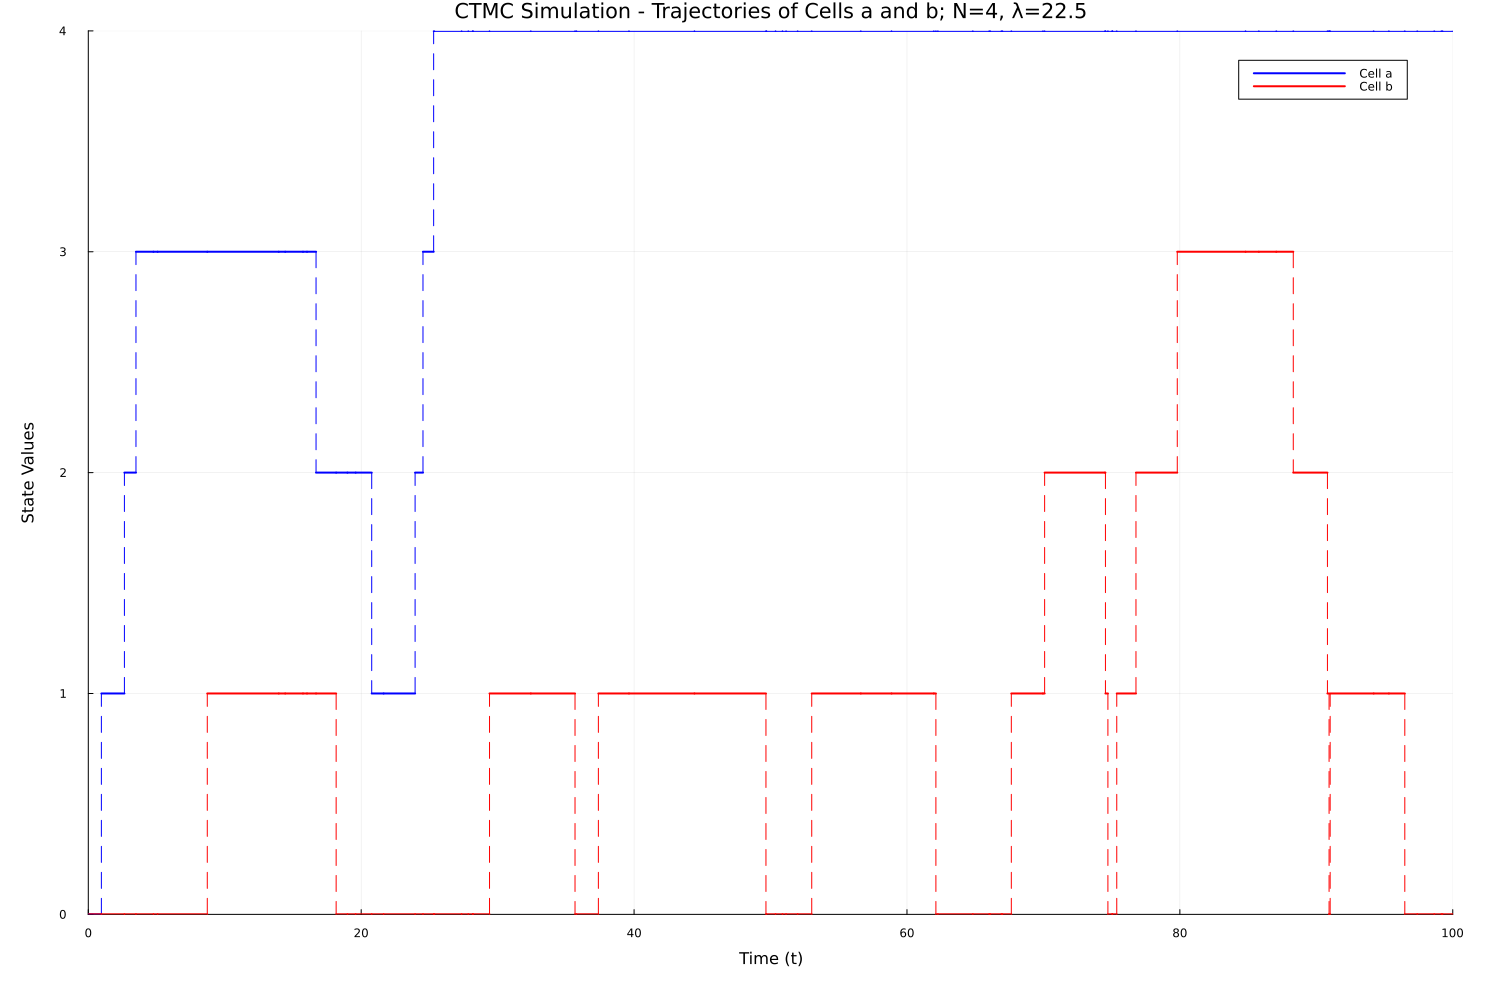 CTMC Simulation - Trajectories of Cells a and b; N=4, λ=22.5
4
Cell a
Cell b
3
State Values
2
1
0
0 20 40 60 80 100
Time (t)